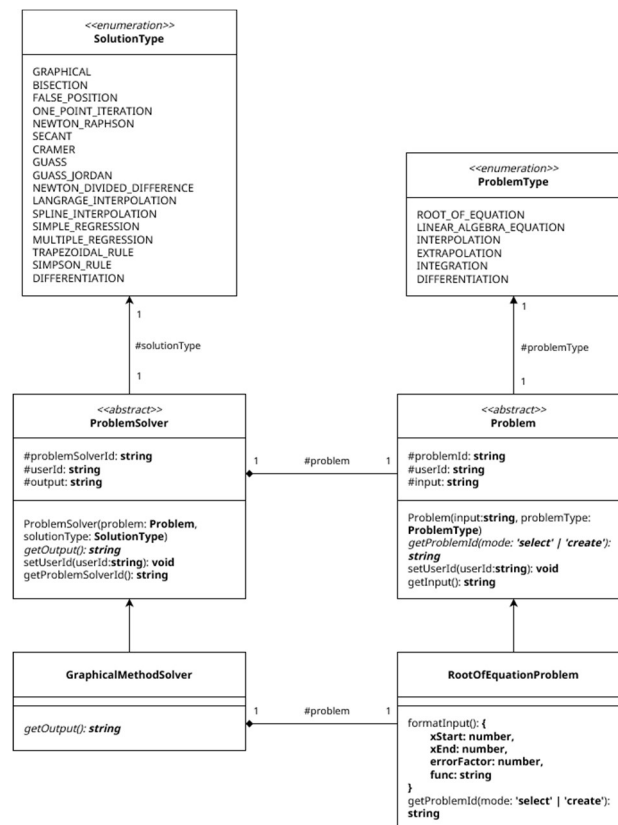 <<enumeration>>
SolutionType
GRAPHICAL
BISECTION
FALSE_POSITION
ONE_POINT_ITERATION
NEWTON_RAPHSON
SECANT
CRAMER
GUASS
GUASS_JORDAN
NEWTON_DIVIDED_DIFFERENCE
LANGRAGE_INTERPOLATION
SPLINE_INTERPOLATION
SIMPLE_REGRESSION
MULTIPLE_REGRESSION
TRAPEZOIDAL_RULE
SIMPSON_RULE
DIFFERENTIATION
<<enumeration>>
ProblemType
ROOT_OF_EQUATION
LINEAR_ALGEBRA_EQUATION
INTERPOLATION
EXTRAPOLATION
INTEGRATION
DIFFERENTIATION
1
#solutionType
1
1
#problemType
1
<<abstract>>
ProblemSolver
#problemSolverId: string
#userId: string
#output: string
ProblemSolver(problem: Problem,
solutionType: SolutionType)
getOutput(): string
setUserId(userId:string): void
getProblemSolverId(): string
1
#problem
1
<<abstract>>
Problem
#problemId: string
#userId: string
#input: string
Problem(input:string, problemType:
ProblemType)
getProblemId(mode: 'select' | 'create'):
string
setUserId(userId:string): void
getInput(): string
GraphicalMethodSolver
getOutput(): string
1
#problem
1
RootOfEquationProblem
formatInput(): {
xStart: number,
xEnd: number,
errorFactor: number,
func: string
}
getProblemId(mode: 'select' | 'create'):
string